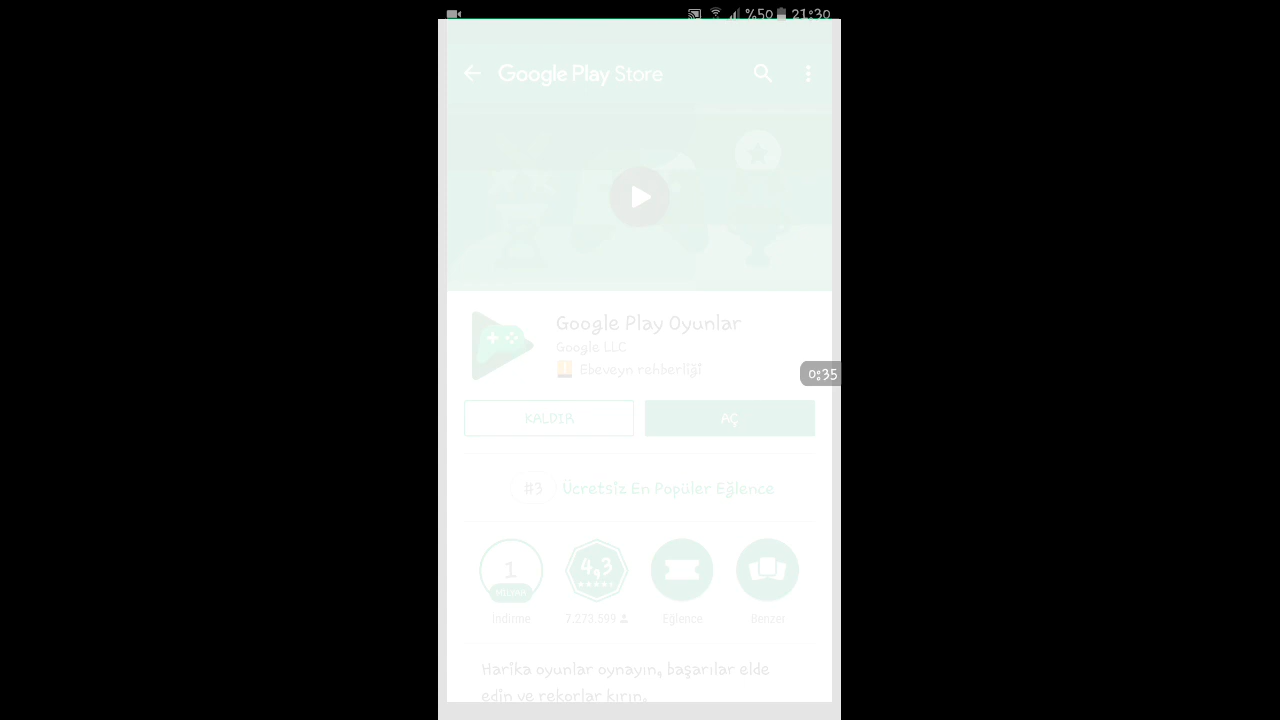 %50 21:30
Google Play Store
Google Play Oyunlar
Google LLC
Ebeveyn rehberliği
0:35
KALDIR
AÇ
#3 Ücretsiz En Popüler Eğlence
1
MİLYAR
4,3
İndirme
7.273.599
Eğlence
Benzer
Harika oyunlar oynayın, başarılar elde
edin ve rekorlar kırın.